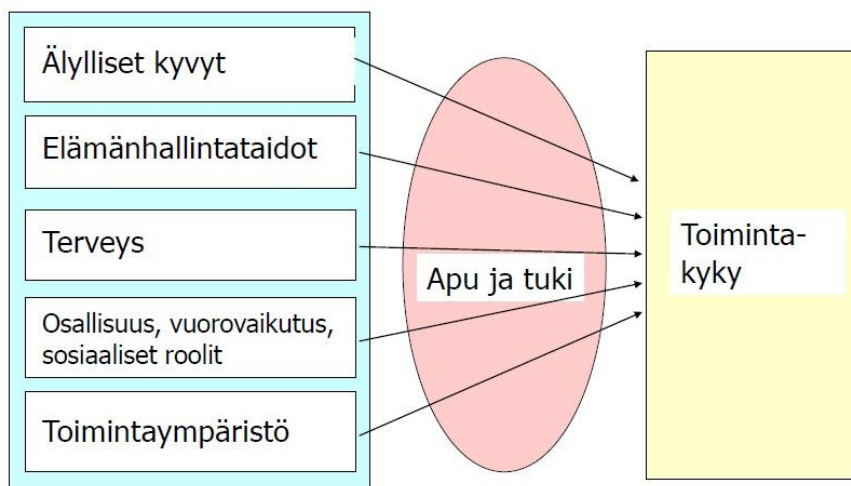 Älylliset kyvyt
Elämänhallintataidot
Terveys
Osallisuus, vuorovaikutus,
sosiaaliset roolit
Toimintaympäristö
Apu ja tuki
Toiminta-
kyky